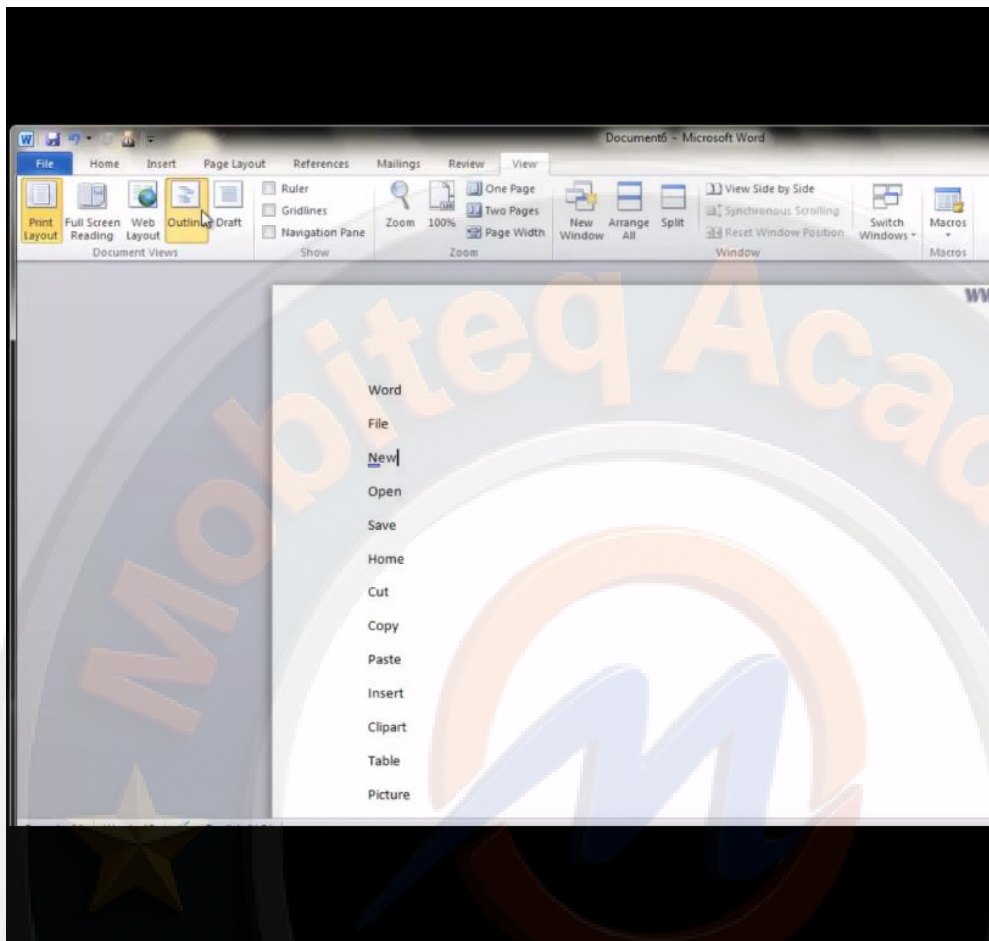 W
Document6 - Microsoft Word
File Home Insert Page Layout References Mailings Review View
Print Layout
Full Screen Reading
Web Layout
Outline
Draft
Document Views
Ruler
Gridlines
Navigation Pane
Show
Zoom
100%
One Page
Two Pages
Page Width
Zoom
New Window
Arrange All
Split
View Side by Side
Synchronous Scrolling
Reset Window Position
Window
Switch Windows
Macros
Macros
Mobiteq Acad
Word
File
New
Open
Save
Home
Cut
Copy
Paste
Insert
Clipart
Table
Picture